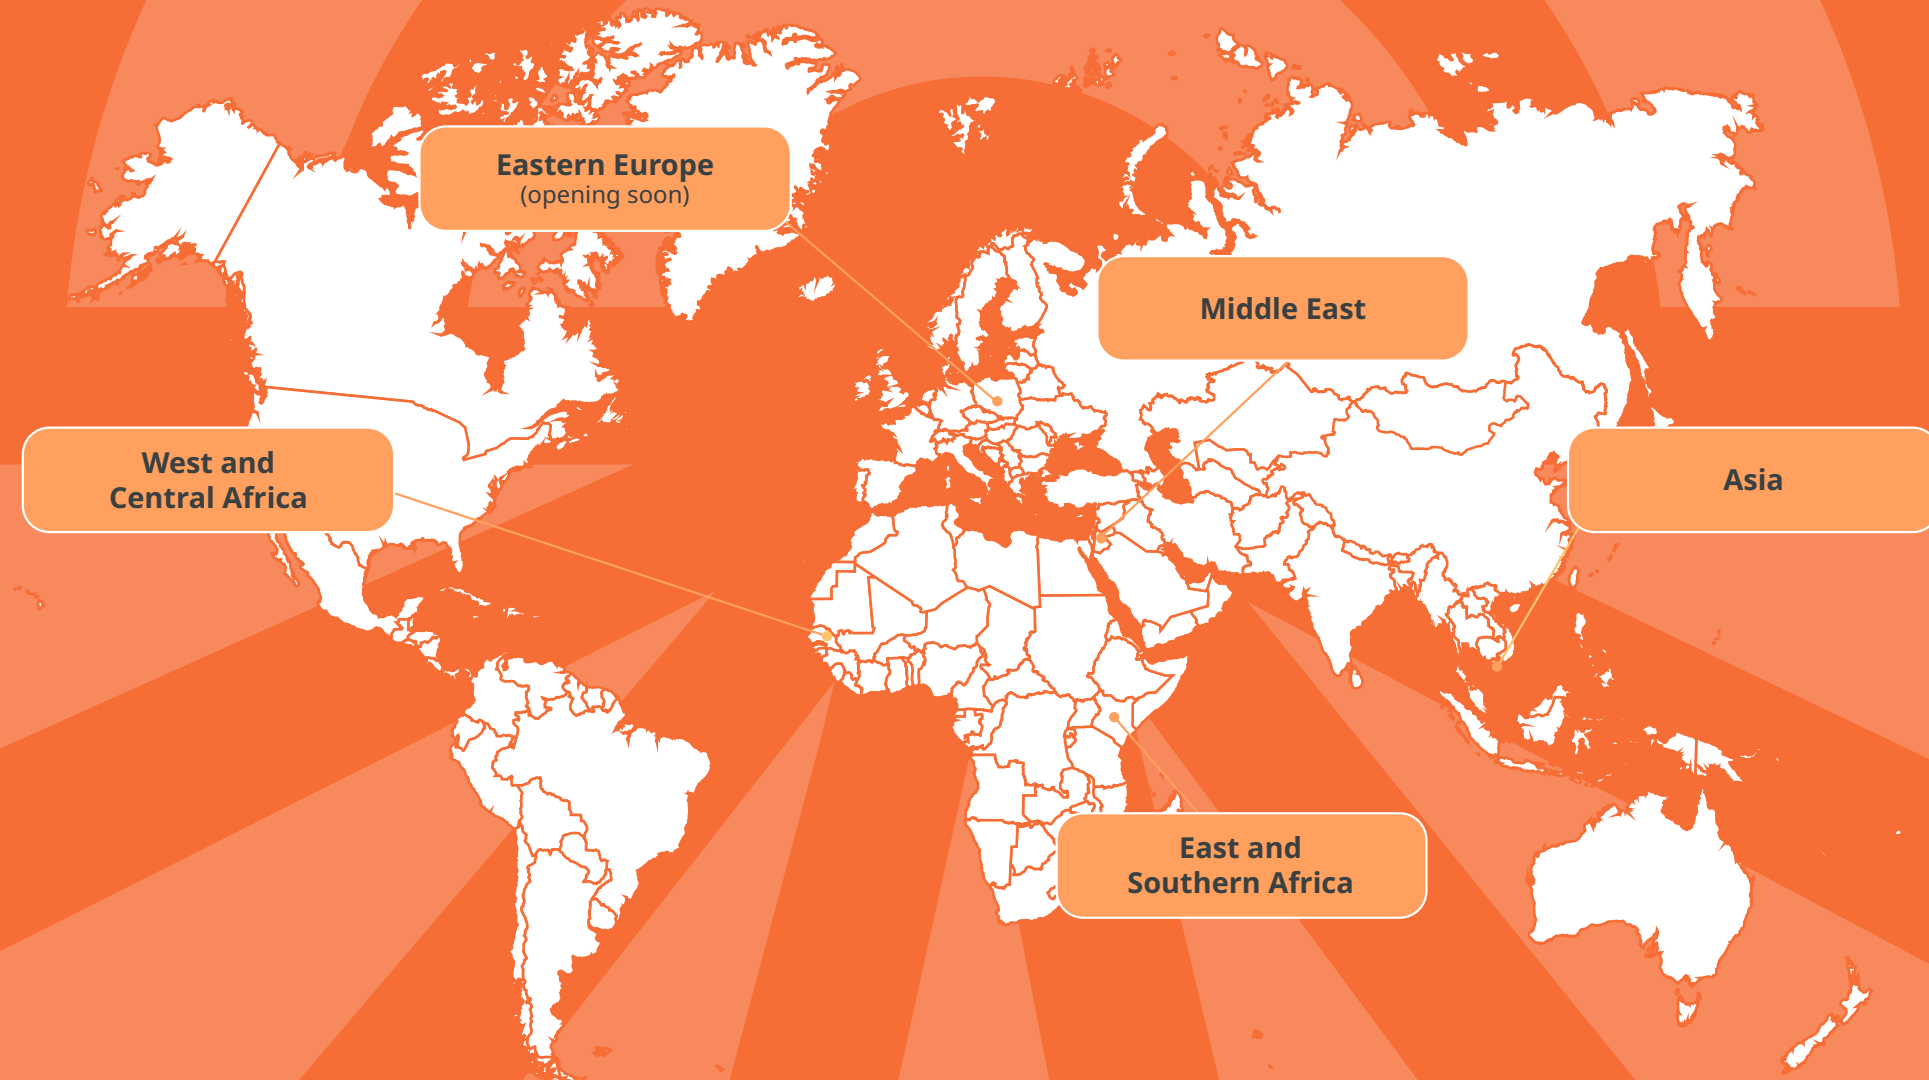 Eastern Europe
(opening soon)
Middle East
West and
Central Africa
Asia
East and
Southern Africa